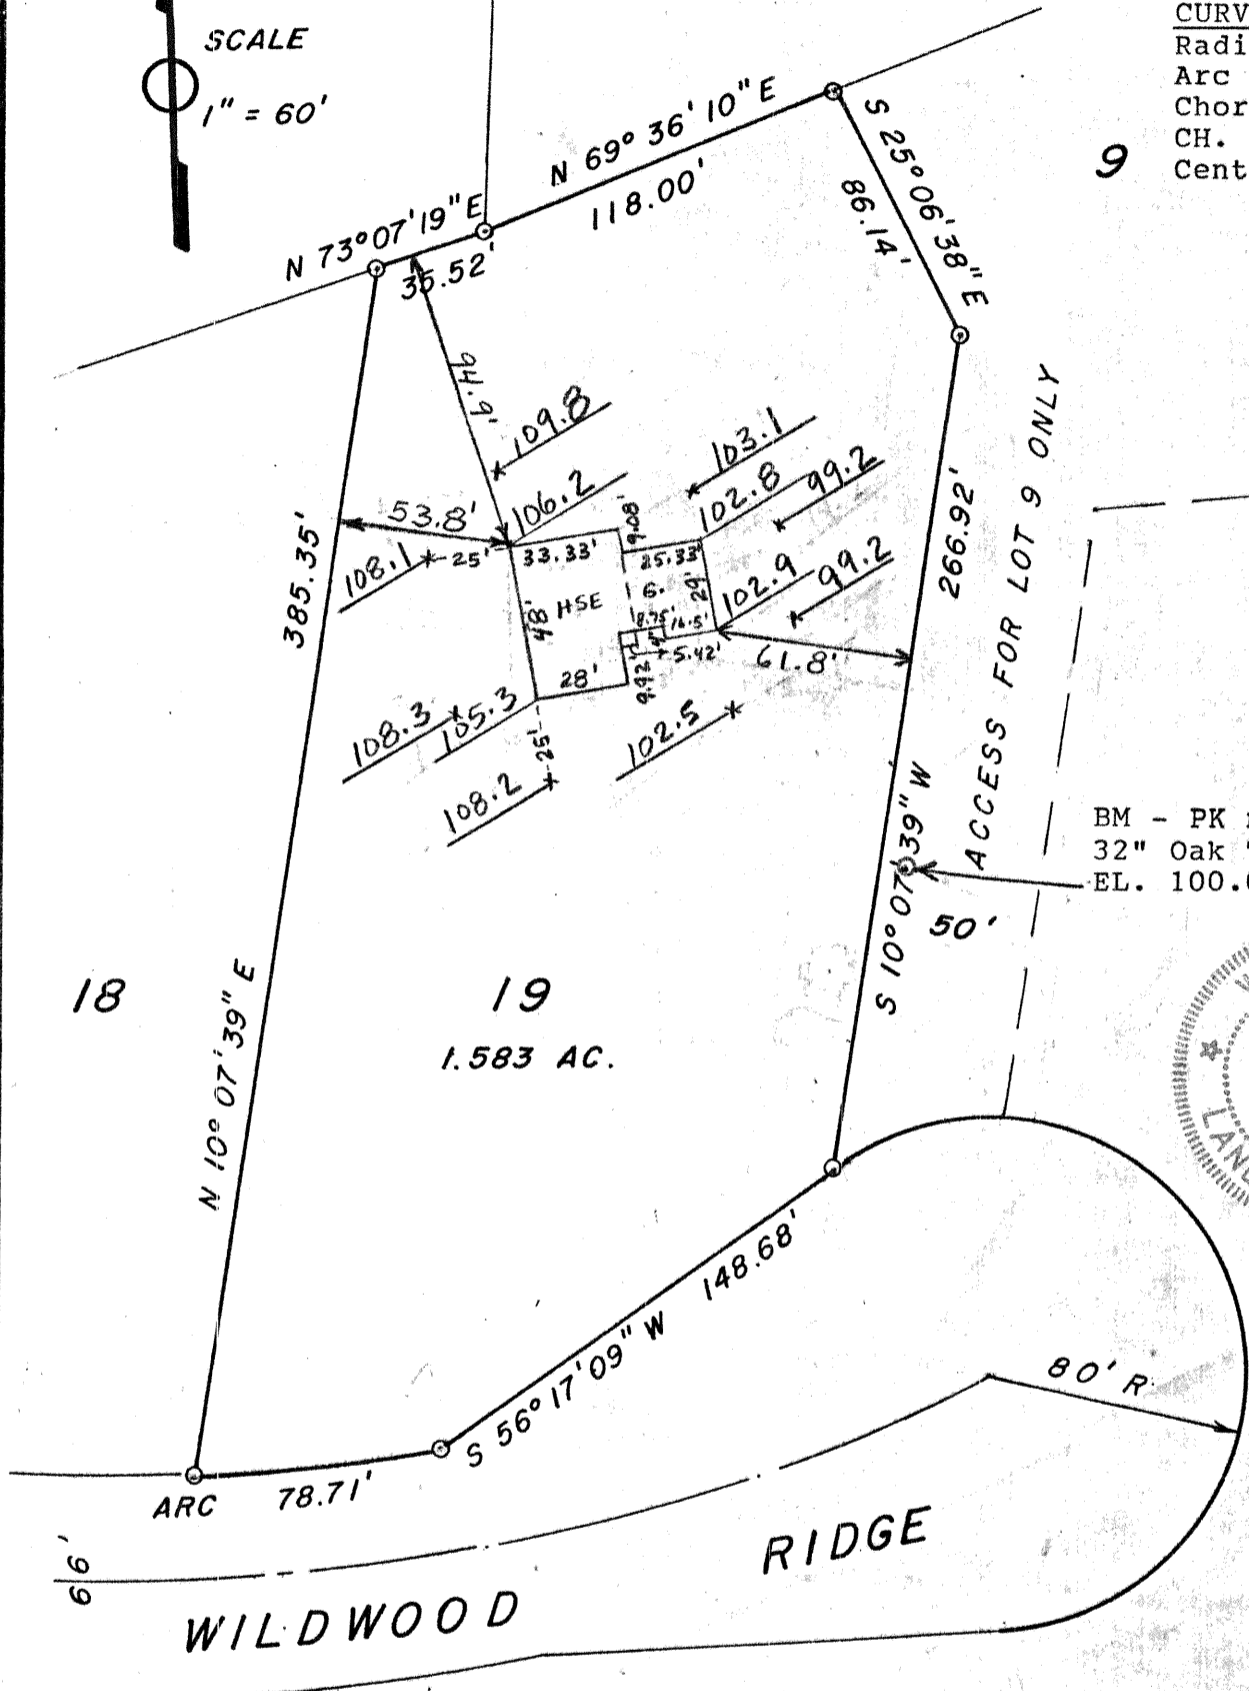 SCALE
1" = 60'
CURV
Radi
Arc
Chor
CH.
Cent
9
N 69° 36' 10" E
118.00'
S 25° 06' 38" E
86.14'
N 73° 07' 19" E
35.52'
94.6'
109.8
103.1
106.2
102.8
99.2
53.8'
108.1
25'
33.33'
9.08'
25.33'
29'
G.
HSE
48'
8.75'
16.5'
4'
5.42'
9.92'
28'
102.9
99.2
61.8'
385.35'
266.92'
ACCESS FOR LOT 9 ONLY
108.3
105.3
102.5
25'
108.2
S 10° 07' 39" W
BM - PK
32" Oak
EL. 100.
50'
18
19
1.583 AC.
N 10° 07' 39" E
LAN
148.68'
S 56° 17' 09" W
80' R.
ARC
78.71'
66'
WILDWOOD RIDGE